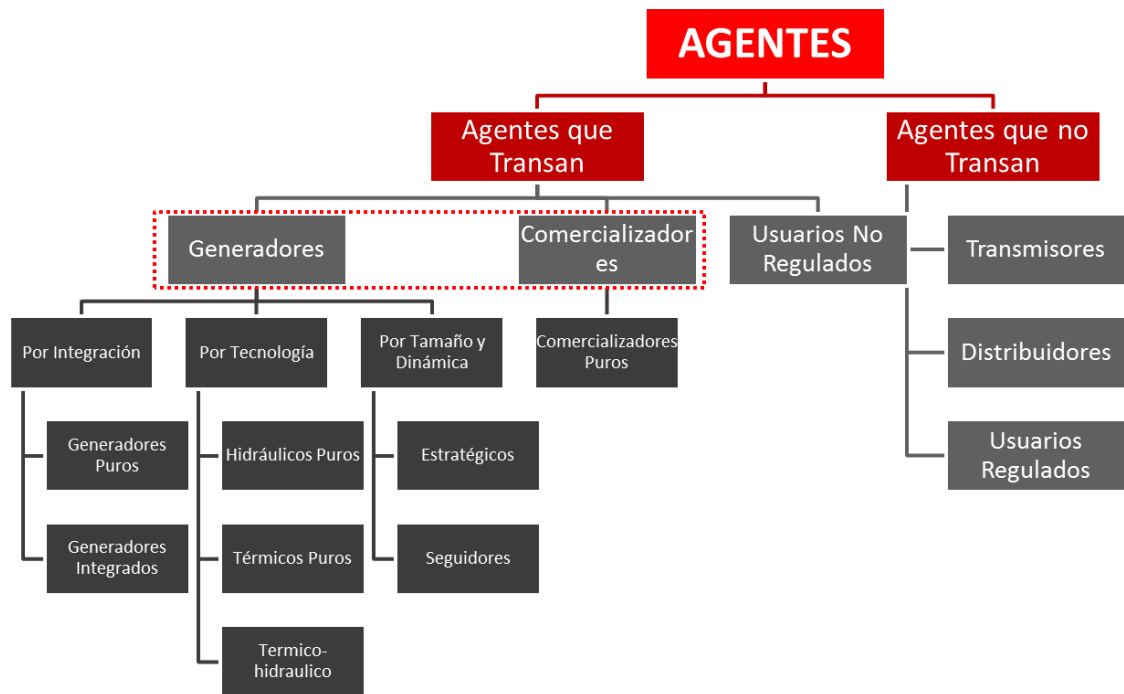 AGENTES
Agentes que
Transan
Agentes que no
Transan
Generadores
Comercializador
es
Usuarios No
Regulados
Transmisores
Por Integración
Por Tecnología
Por Tamaño y
Dinámica
Comercializadores
Puros
Distribuidores
Generadores
Puros
Hidráulicos Puros
Estratégicos
Usuarios
Regulados
Generadores
Integrados
Térmicos Puros
Seguidores
Termico-
hidraulico